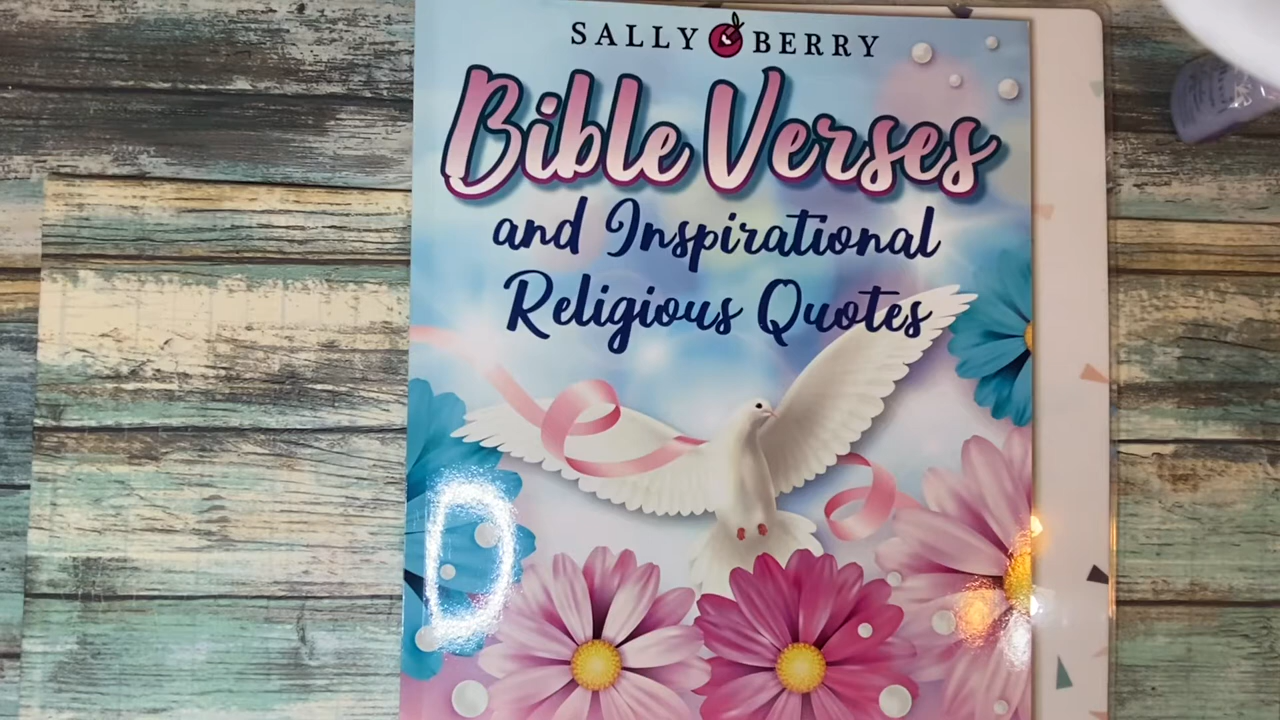 SALLY BERRY
Bible Verses
and Inspirational
Religious Quotes